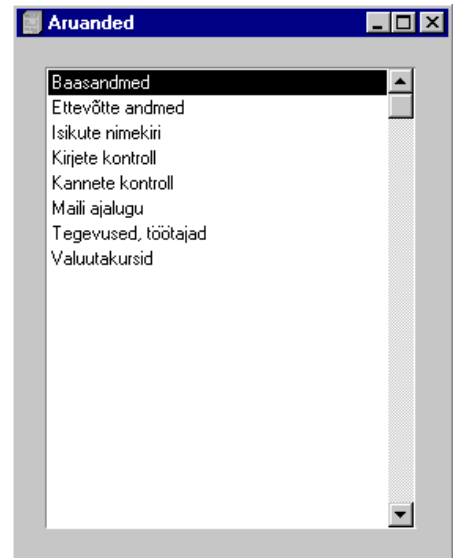 Aruanded
Baasandmed
Ettevõtte andmed
Isikute nimekiri
Kirjete kontroll
Kannete kontroll
Maili ajalugu
Tegevused, töötajad
Valuutakursid